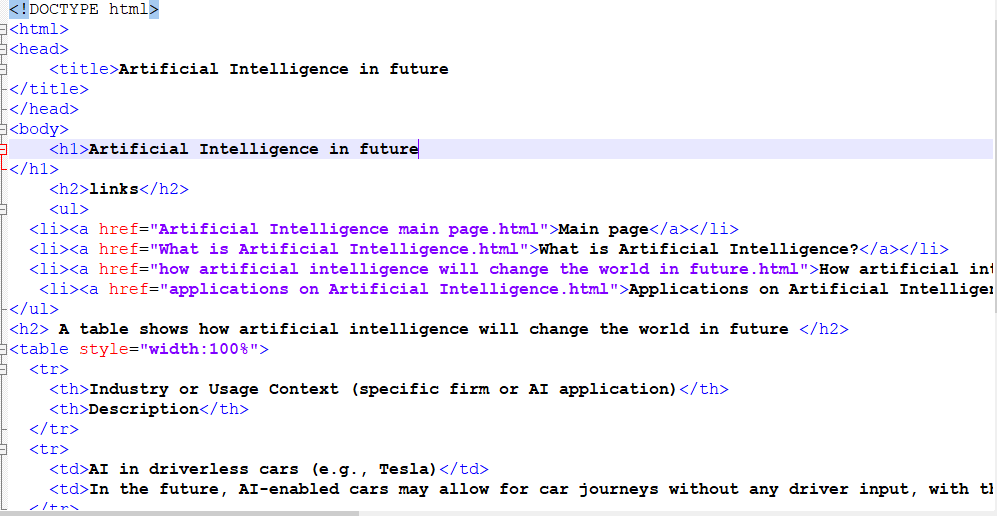 <!DOCTYPE html>
<html>
<head>
    <title>Artificial Intelligence in future
</title>
</head>
<body>
    <h1>Artificial Intelligence in future
</h1>
    <h2>links</h2>
    <ul>
  <li><a href="Artificial Intelligence main page.html">Main page</a></li>
  <li><a href="What is Artificial Intelligence.html">What is Artificial Intelligence?</a></li>
  <li><a href="how artificial intelligence will change the world in future.html">How artificial
   <li><a href="applications on Artificial Intelligence.html">Applications on Artificial
</ul>
<h2> A table shows how artificial intelligence will change the world in future </h2>
<table style="width:100%">
  <tr>
    <th>Industry or Usage Context (specific firm or AI application)</th>
    <th>Description</th>
  </tr>
  <tr>
    <td>AI in driverless cars (e.g., Tesla)</td>
    <td>In the future, AI-enabled cars may allow for car journeys without any driver input, with
  </tr>